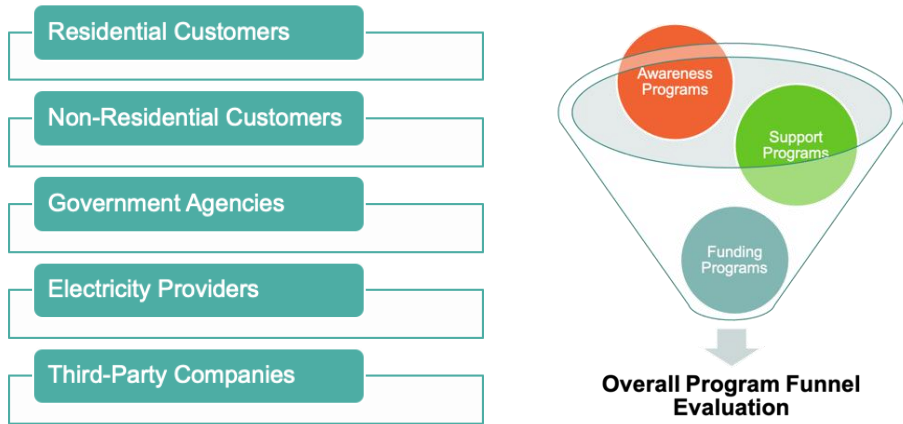 Residential Customers
Non-Residential Customers
Government Agencies
Electricity Providers
Third-Party Companies
Awareness
Programs
Support
Programs
Funding
Programs
Overall Program Funnel
Evaluation